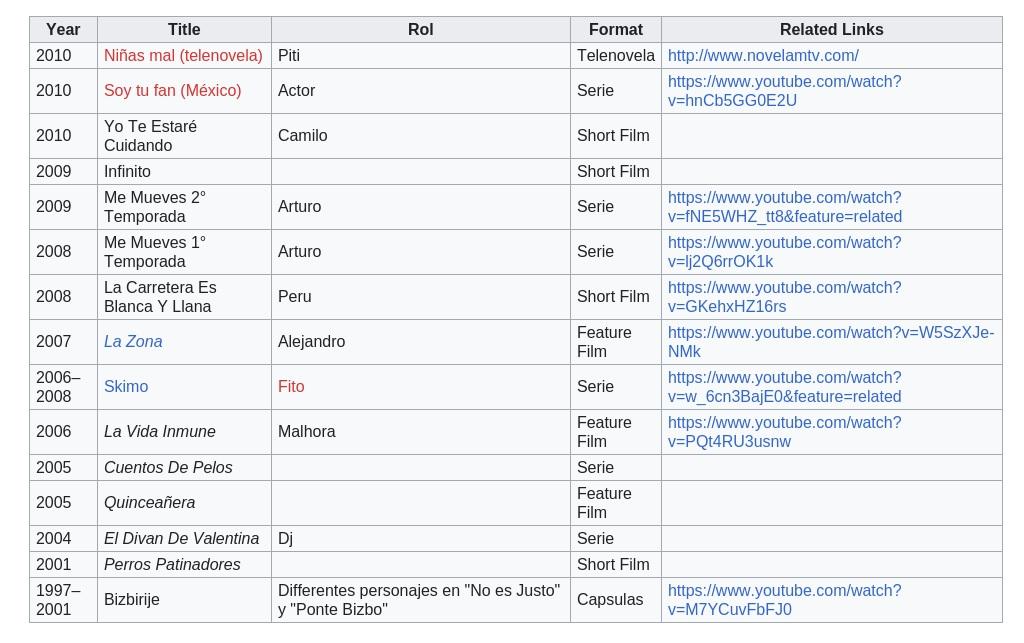 Year Title Rol Format Related Links
2010 Niñas mal (telenovela) Piti Telenovela http://www.novelamtv.com/
2010 Soy tu fan (México) Actor Serie https://www.youtube.com/watch?
v=hnCb5GG0E2U
2010 Yo Te Estaré
Cuidando Camilo Short Film
2009 Infinito Short Film
2009 Me Mueves 2°
Temporada Arturo Serie https://www.youtube.com/watch?
v=fNE5WHZ_tt8&feature=related
2008 Me Mueves 1°
Temporada Arturo Serie https://www.youtube.com/watch?
v=lj2Q6rrOK1k
2008 La Carretera Es
Blanca Y Llana Peru Short Film https://www.youtube.com/watch?
v=GKehxHZ16rs
2007 La Zona Alejandro Feature
Film https://www.youtube.com/watch?v=W5SzXJe-
NMk
2006–
2008 Skimo Fito Serie https://www.youtube.com/watch?
v=w_6cn3BajE0&feature=related
2006 La Vida Inmune Malhora Feature
Film https://www.youtube.com/watch?
v=PQt4RU3usnw
2005 Cuentos De Pelos Serie
2005 Quinceañera Feature
Film
2004 El Divan De Valentina Dj Serie
2001 Perros Patinadores Short Film
1997–
2001 Bizbirije Differentes personajes en "No es Justo"
y "Ponte Bizbo" Capsulas https://www.youtube.com/watch?
v=M7YCuvFbFJ0